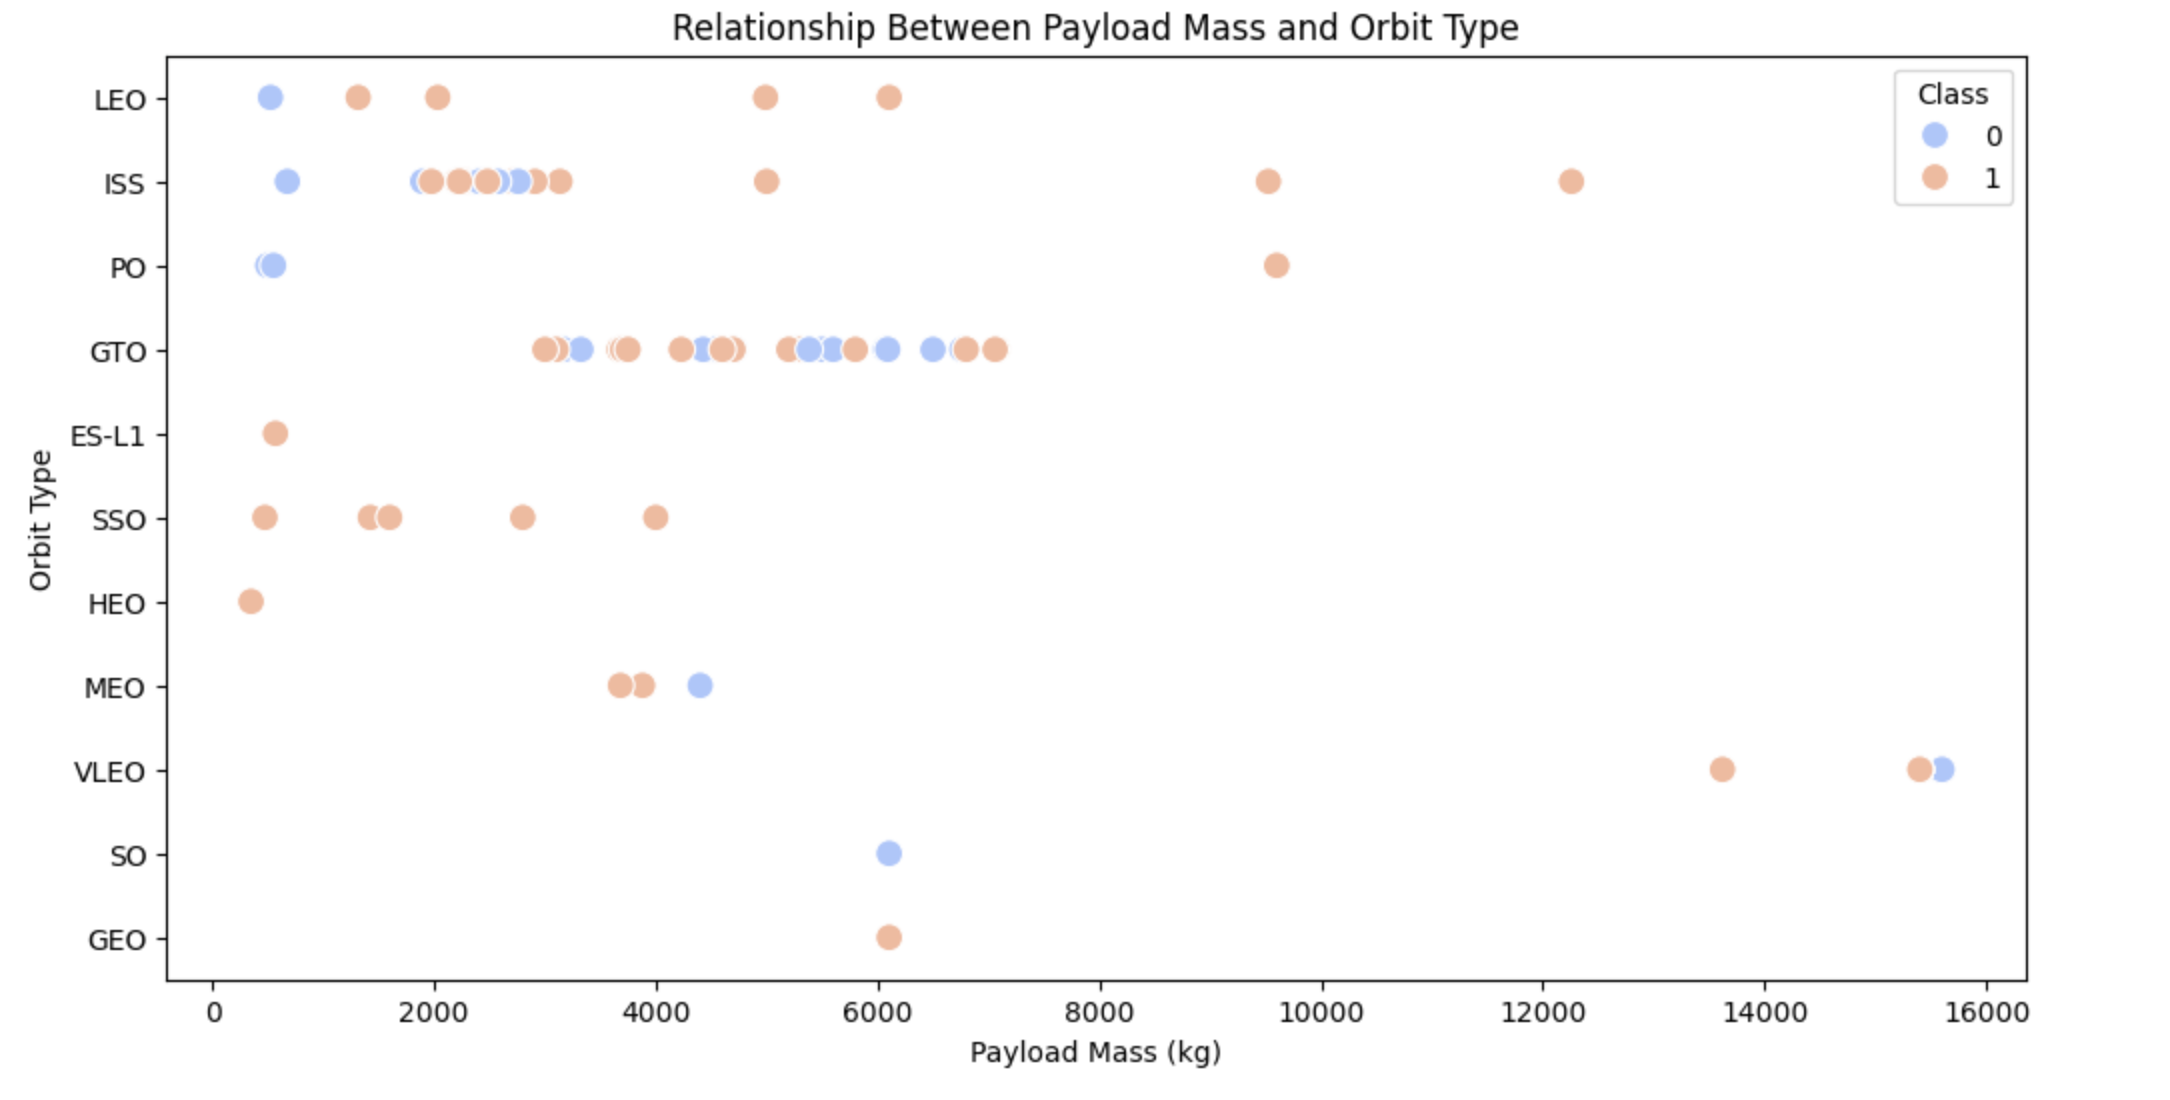 Relationship Between Payload Mass and Orbit Type
Class
0
1
LEO
ISS
PO
GTO
ES-L1
SSO
HEO
MEO
VLEO
SO
GEO
Orbit Type
0 2000 4000 6000 8000 10000 12000 14000 16000
Payload Mass (kg)